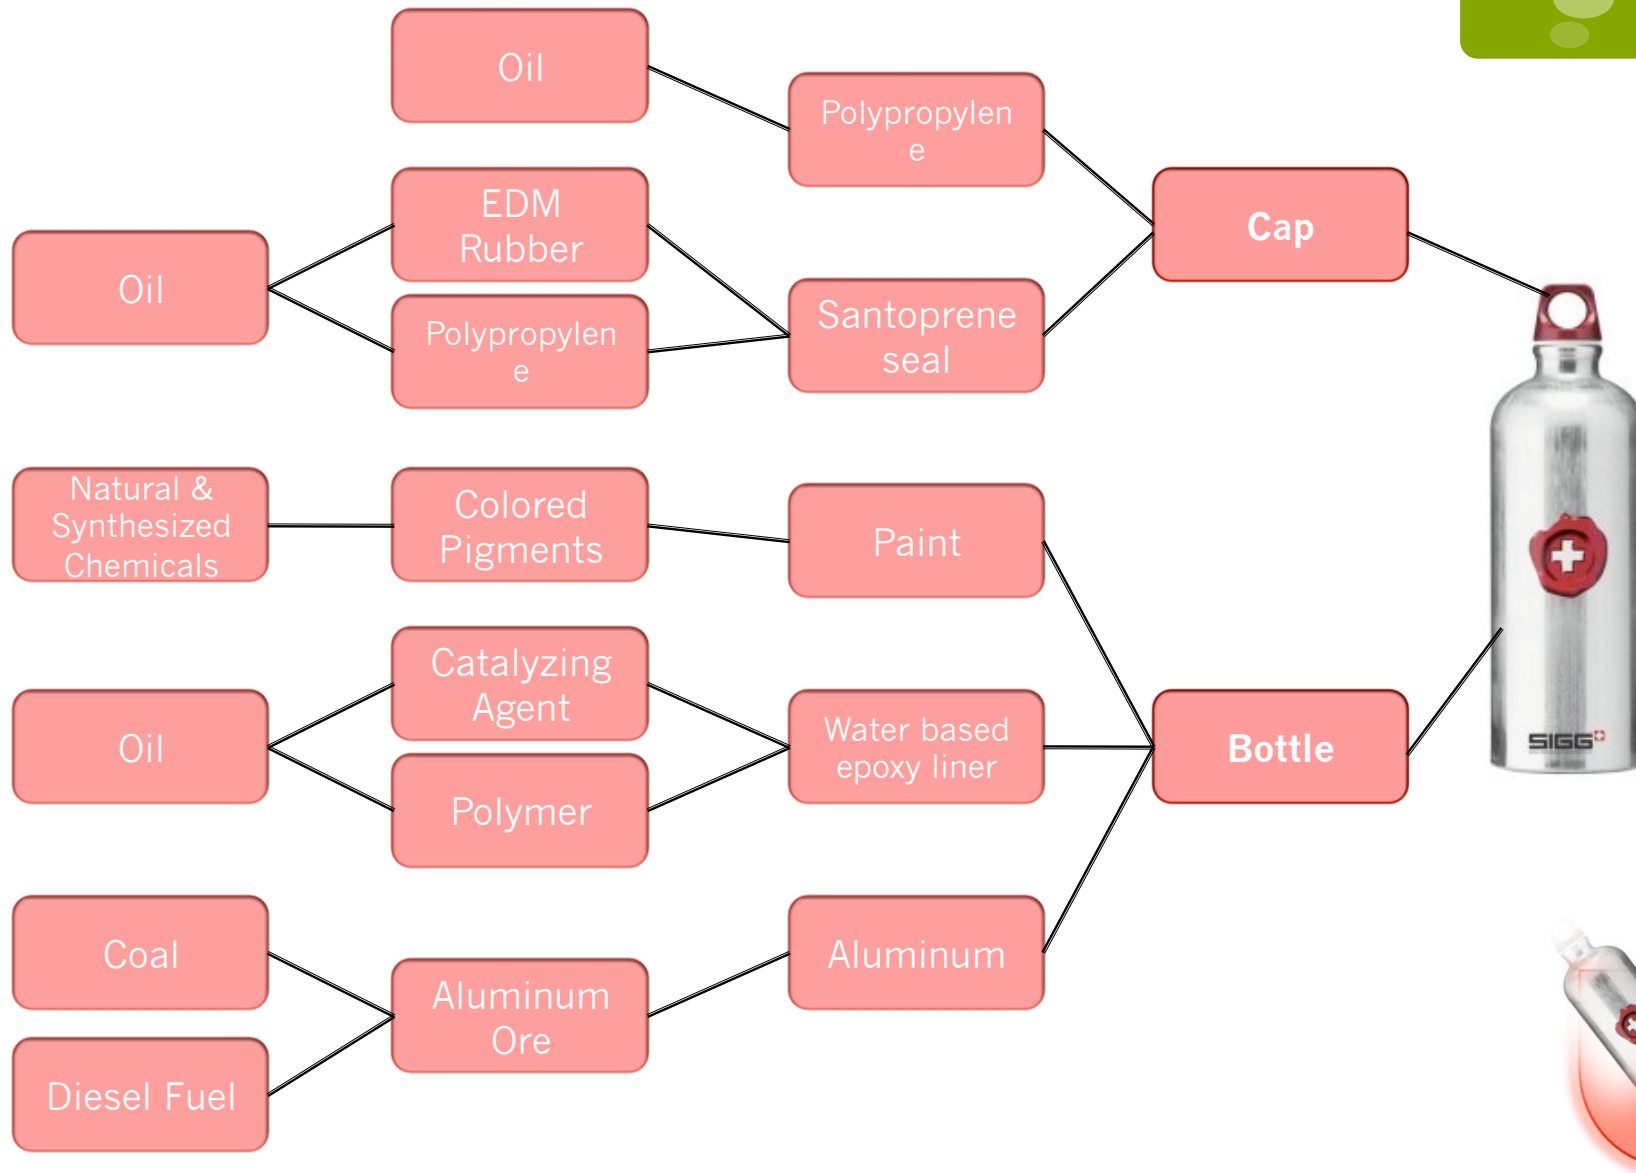 Oil
Polypropylen
e
EDM
Rubber
Cap
Oil
Santoprene
seal
Polypropylen
e
Natural &
Synthesized
Chemicals
Colored
Pigments
Paint
Catalyzing
Agent
Oil
Water based
epoxy liner
Bottle
SIGG
Polymer
Coal
Aluminum
Aluminum
Ore
Diesel Fuel